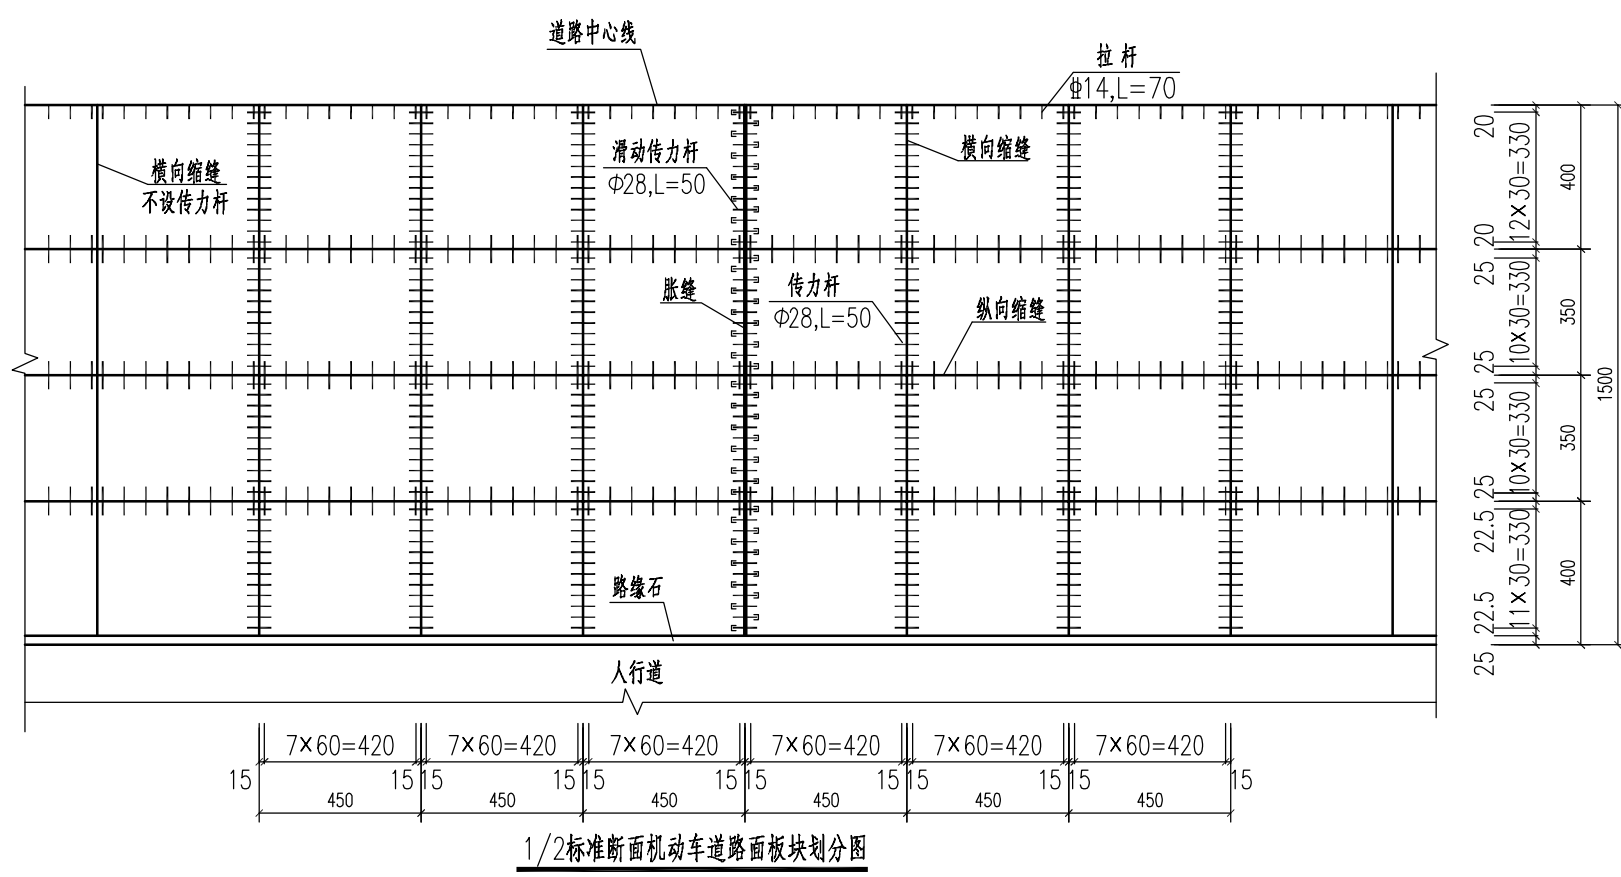 道路中心线
拉杆
Φ14,L=70
横向缩缝
不设传力杆
滑动传力杆
Φ28,L=50
横向缩缝
胀缝
传力杆
Φ28,L=50
纵向缩缝
路缘石
人行道
20
12×30=330
400
20
25
10×30=330
350
25
25
10×30=330
350
25
22.5
11×30=330
400
22.5
25
1500
7×60=420 7×60=420 7×60=420 7×60=420 7×60=420 7×60=420
15 15 15 15 15 15 15 15 15 15 15 15
450 450 450 450 450 450
1/2标准断面机动车道路面板块划分图